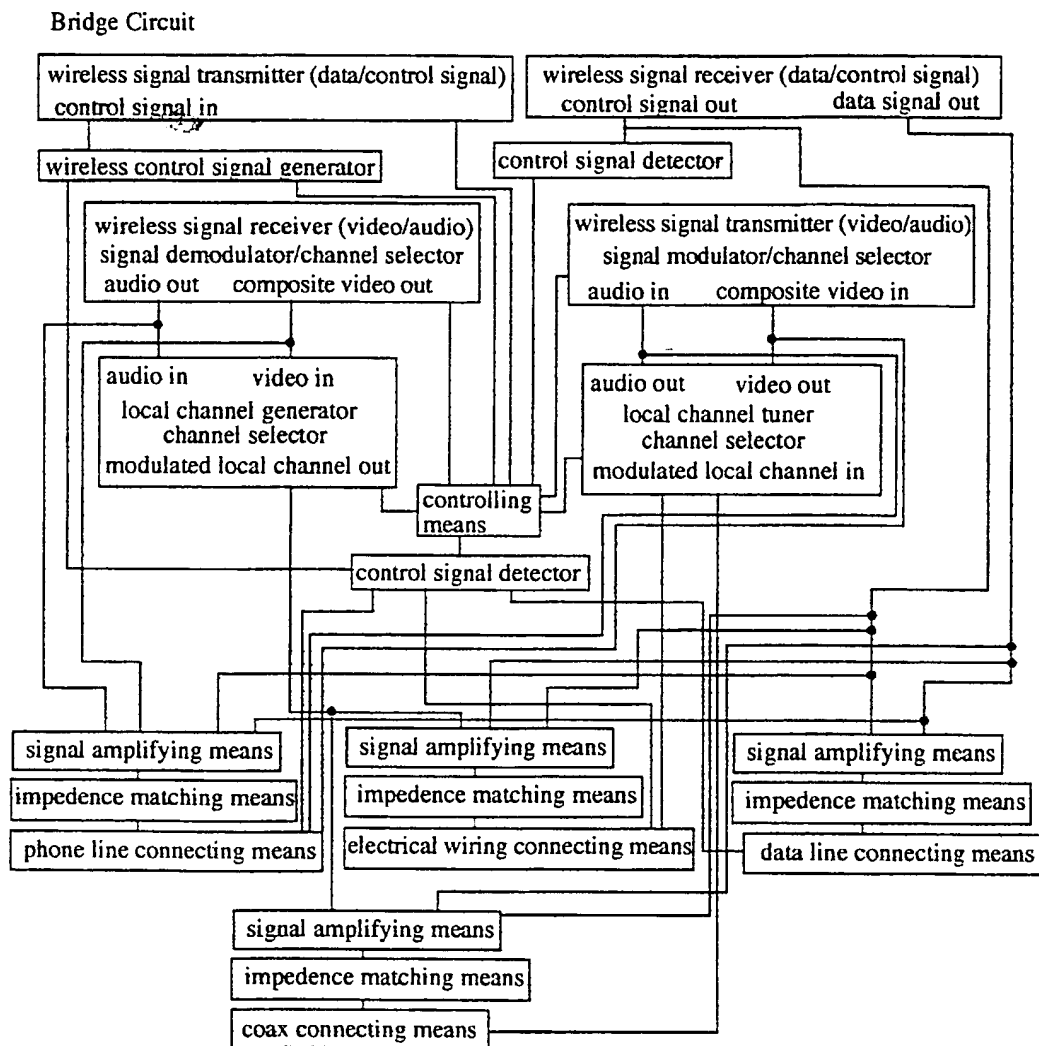 Bridge Circuit
wireless signal transmitter (data/control signal)
control signal in
wireless signal receiver (data/control signal)
control signal out data signal out
wireless control signal generator
control signal detector
wireless signal receiver (video/audio)
signal demodulator/channel selector
audio out composite video out
wireless signal transmitter (video/audio)
signal modulator/channel selector
audio in composite video in
audio in video in
local channel generator
channel selector
modulated local channel out
audio out video out
local channel tuner
channel selector
modulated local channel in
controlling
means
control signal detector
signal amplifying means
impedence matching means
phone line connecting means
signal amplifying means
impedence matching means
electrical wiring connecting means
signal amplifying means
impedence matching means
data line connecting means
signal amplifying means
impedence matching means
coax connecting means